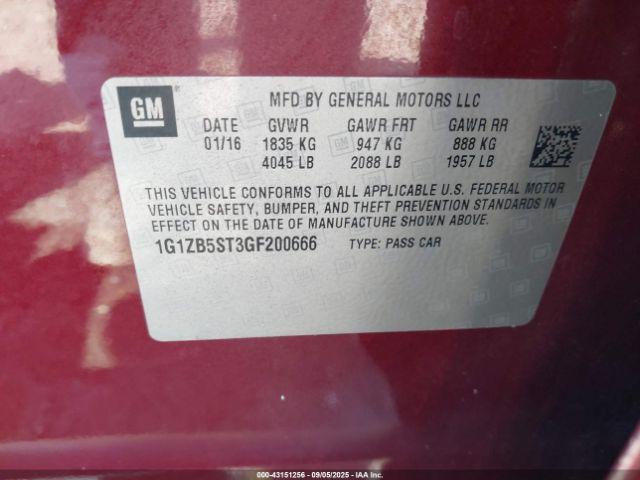 GM
MFD BY GENERAL MOTORS LLC
DATE GVWR GAWR FRT GAWR RR
01/16 1835 KG 947 KG 888 KG
4045 LB 2088 LB 1957 LB
THIS VEHICLE CONFORMS TO ALL APPLICABLE U.S. FEDERAL MOTOR
VEHICLE SAFETY, BUMPER, AND THEFT PREVENTION STANDARDS IN
EFFECT ON THE DATE OF MANUFACTURE SHOWN ABOVE.
1G1ZB5ST3GF200666 TYPE: PASS CAR
00-43151256 - 09/05/2025 - IAAI.com